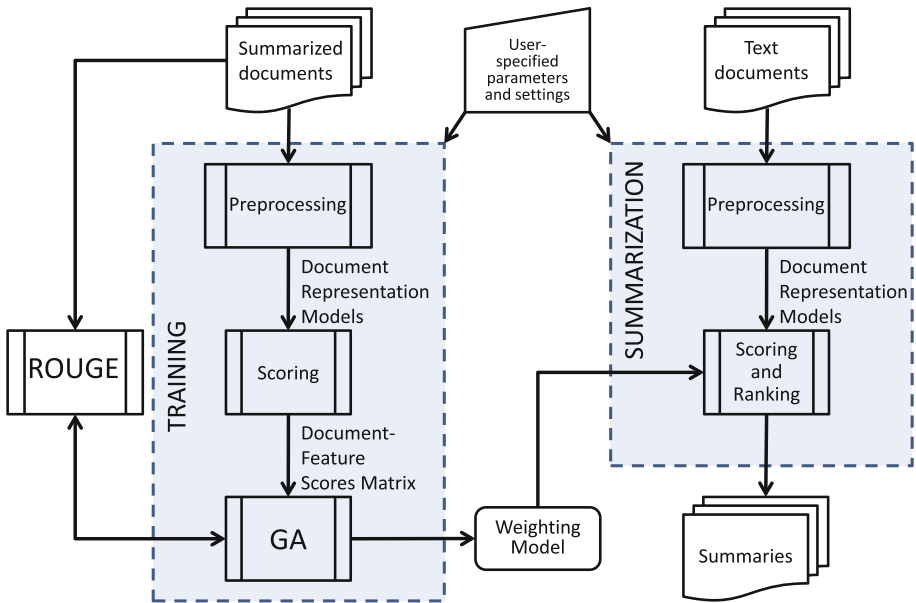 Summarized
documents
User-
specified
parameters
and settings
Text
documents
TRAINING
Preprocessing
Document
Representation
Models
ROUGE
Scoring
Document-
Feature
Scores Matrix
GA
Weighting
Model
SUMMARIZATION
Preprocessing
Document
Representation
Models
Scoring
and
Ranking
Summaries